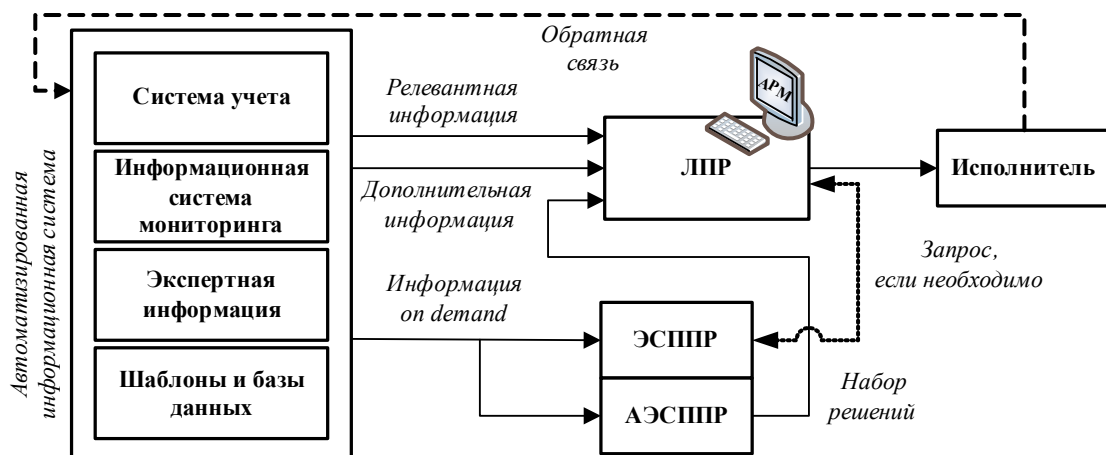 Обратная
связь
Автоматизированная
информационная система
Система учета
Информационная
система
мониторинга
Экспертная
информация
Шаблоны и базы
данных
Релевантная
информация
Дополнительная
информация
Информация
on demand
АРМ
ЛПР
Исполнитель
Запрос,
если необходимо
ЭСППР
АЭСППР
Набор
решений